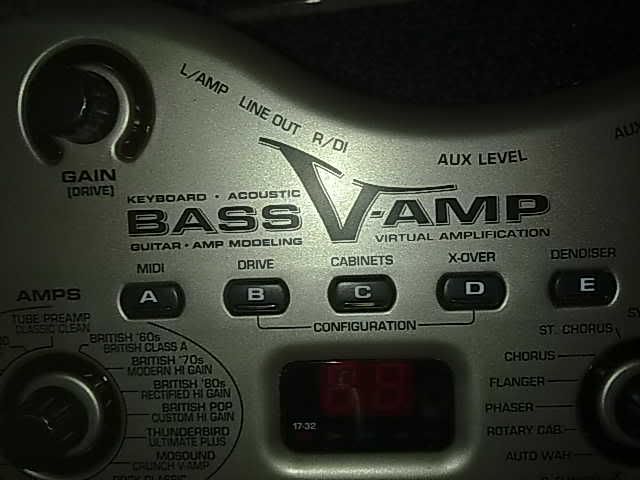 L/AMP
LINE OUT
R/DI
AUX LEVEL
AUX
GAIN
[DRIVE]
KEYBOARD · ACOUSTIC
BASS V-AMP
GUITAR · AMP MODELING
VIRTUAL AMPLIFICATION
MIDI
DRIVE
CABINETS
X-OVER
DENOISER
A
B
C
D
E
CONFIGURATION
AMPS
TUBE PREAMP
CLASSIC CLEAN
BRITISH '60s
BRITISH CLASS A
BRITISH '70s
MODERN HI GAIN
BRITISH '80s
RECTIFIED HI GAIN
BRITISH POP
CUSTOM HI GAIN
THUNDERBIRD
ULTIMATE PLUS
MOSOUND
CRUNCH V-AMP
17-32
ST. CHORUS
CHORUS
FLANGER
PHASER
ROTARY CAB.
AUTO WAH